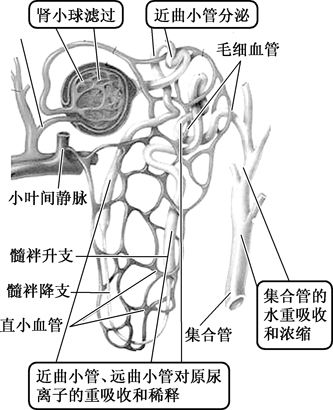 肾小球滤过
近曲小管分泌
毛细血管
小叶间静脉
髓袢升支
髓袢降支
直小血管
集合管
集合管的
水重吸收
和浓缩
近曲小管、远曲小管对原尿
离子的重吸收和稀释